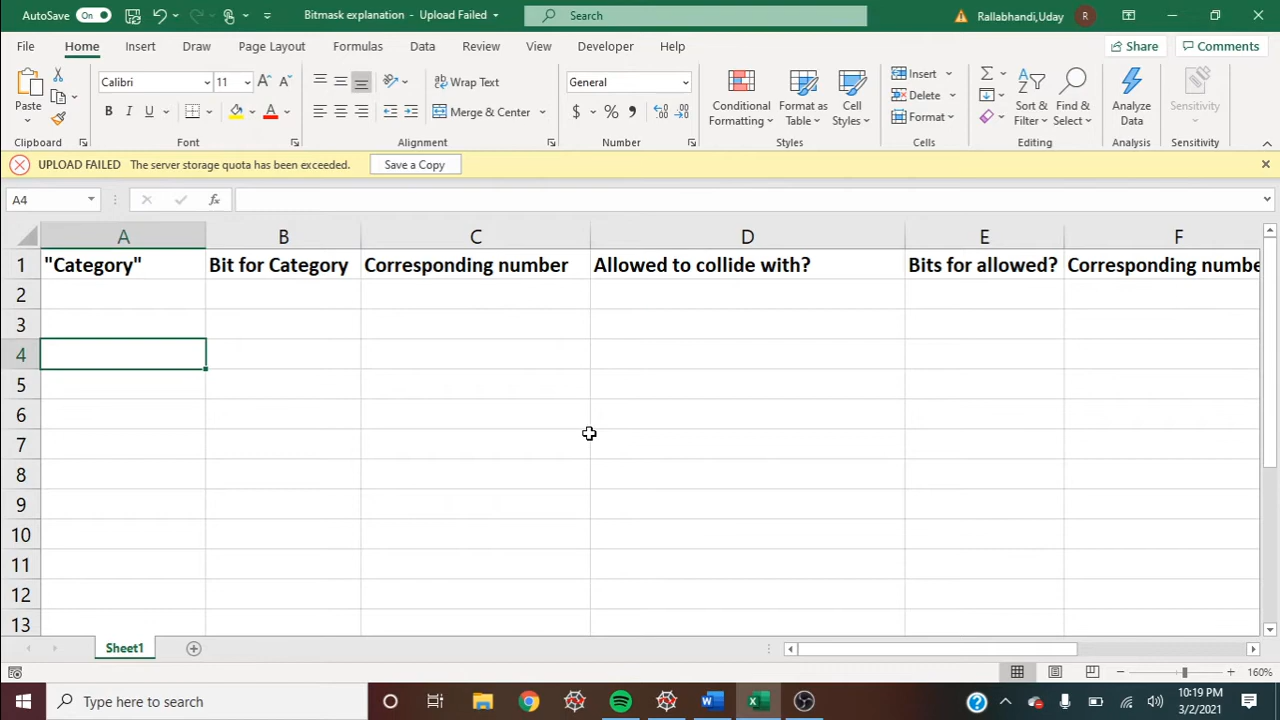 AutoSave On Bitmask explanation - Upload Failed Search Rallabhandi,Uday R
File Home Insert Draw Page Layout Formulas Data Review View Developer Help Share Comments
Paste Calibri 11 A A Wrap Text General Conditional Formatting Format as Table Cell Styles Insert Sort & Filter Find & Select Analyze Data Sensitivity
B I U A Merge & Center $ % , Delete
Format
Clipboard Font Alignment Number Styles Cells Editing Analysis Sensitivity
UPLOAD FAILED The server storage quota has been exceeded. Save a Copy
A4 fx
A B C D E F
1 "Category" Bit for Category Corresponding number Allowed to collide with? Bits for allowed? Corresponding numbe
2
3
4
5
6
7
8
9
10
11
12
13
Sheet1
160%
Type here to search 10:19 PM
3/2/2021